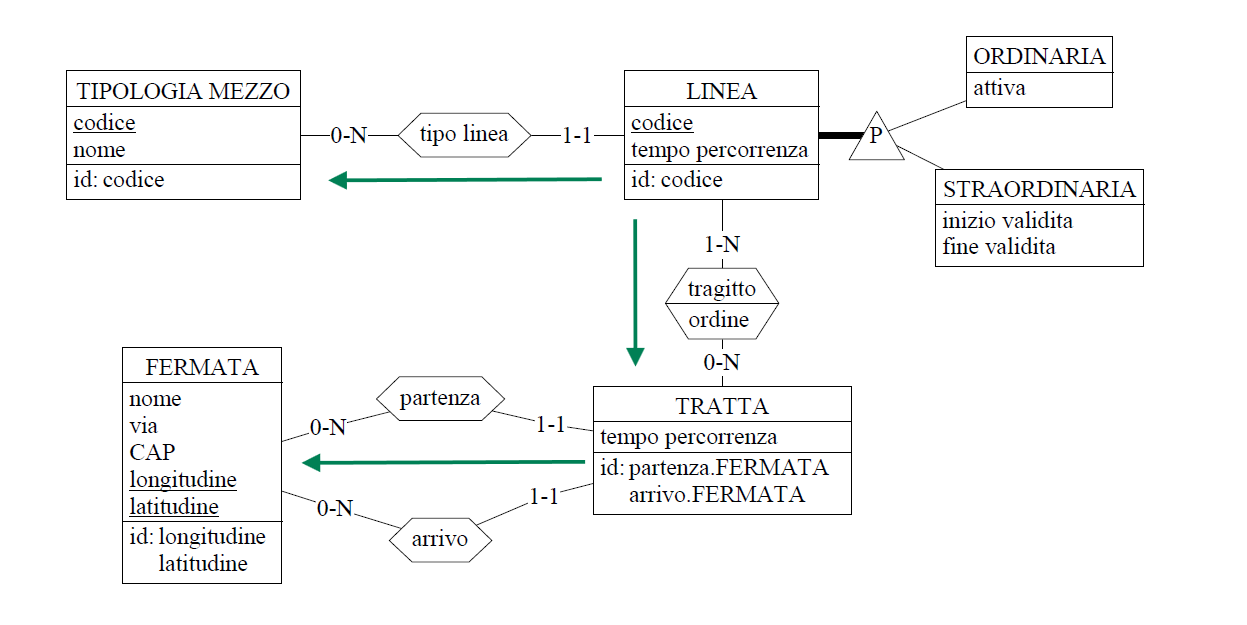 TIPOLOGIA MEZZO
codice
nome
id: codice
0-N
tipo linea
1-1
LINEA
codice
tempo percorrenza
id: codice
P
ORDINARIA
attiva
STRAORDINARIA
inizio validita
fine validita
1-N
tragitto
ordine
0-N
FERMATA
nome
via
CAP
longitudine
latitudine
id: longitudine
latitudine
0-N
partenza
1-1
0-N
arrivo
1-1
TRATTA
tempo percorrenza
id: partenza.FERMATA
arrivo.FERMATA